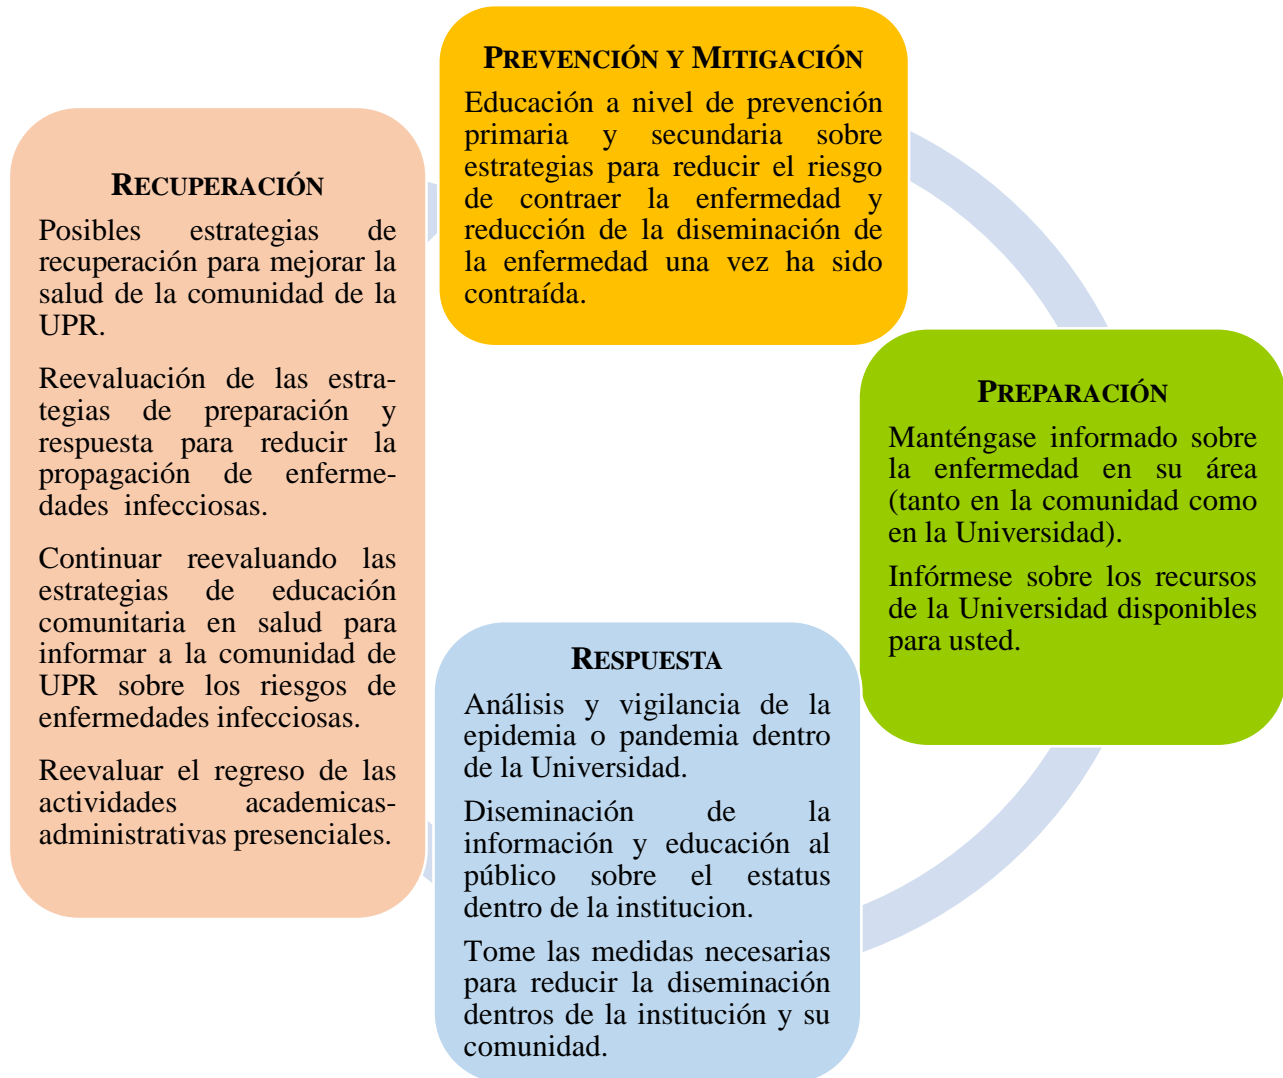 PREVENCIÓN Y MITIGACIÓN
Educación a nivel de prevención
primaria y secundaria sobre
estrategias para reducir el riesgo
de contraer la enfermedad y
reducción de la diseminación de
la enfermedad una vez ha sido
contraída.
PREPARACIÓN
Manténgase informado sobre
la enfermedad en su área
(tanto en la comunidad como
en la Universidad).
Infórmese sobre los recursos
de la Universidad disponibles
para usted.
RESPUESTA
Análisis y vigilancia de la
epidemia o pandemia dentro
de la Universidad.
Diseminación de la
información y educación al
público sobre el estatus
dentro de la institucion.
Tome las medidas necesarias
para reducir la diseminación
dentros de la institución y su
comunidad.
RECUPERACIÓN
Posibles estrategias de
recuperación para mejorar la
salud de la comunidad de la
UPR.
Reevaluación de las estra-
tegias de preparación y
respuesta para reducir la
propagación de enferme-
dades infecciosas.
Continuar reevaluando las
estrategias de educación
comunitaria en salud para
informar a la comunidad de
UPR sobre los riesgos de
enfermedades infecciosas.
Reevaluar el regreso de las
actividades academicas-
administrativas presenciales.